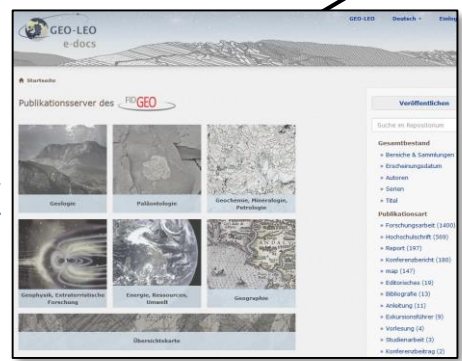 GEO-LEO
e-docs
GEO-LEO Deutsch Einlog
Startseite
Publikationsserver des FID GEO
Geologie
Paläontologie
Geochemie, Mineralogie,
Petrologie
Geophysik, Extraterristische
Forschung
Energie, Ressourcen,
Umwelt
Geographie
Übersichtskarte
Veröffentlichen
Suche im Repositorium
Gesamtbestand
» Bereiche & Sammlungen
» Erscheinungsdatum
» Autoren
» Serien
» Titel
Publikationsart
» Forschungsarbeit (1400)
» Hochschulschrift (569)
» Report (197)
» Konferenzbericht (180)
» map (147)
» Editorisches (19)
» Bibliografie (13)
» Anleitung (11)
» Exkursionsführer (9)
» Vorlesung (4)
» Studienarbeit (3)
» Konferenzbeitrag (2)